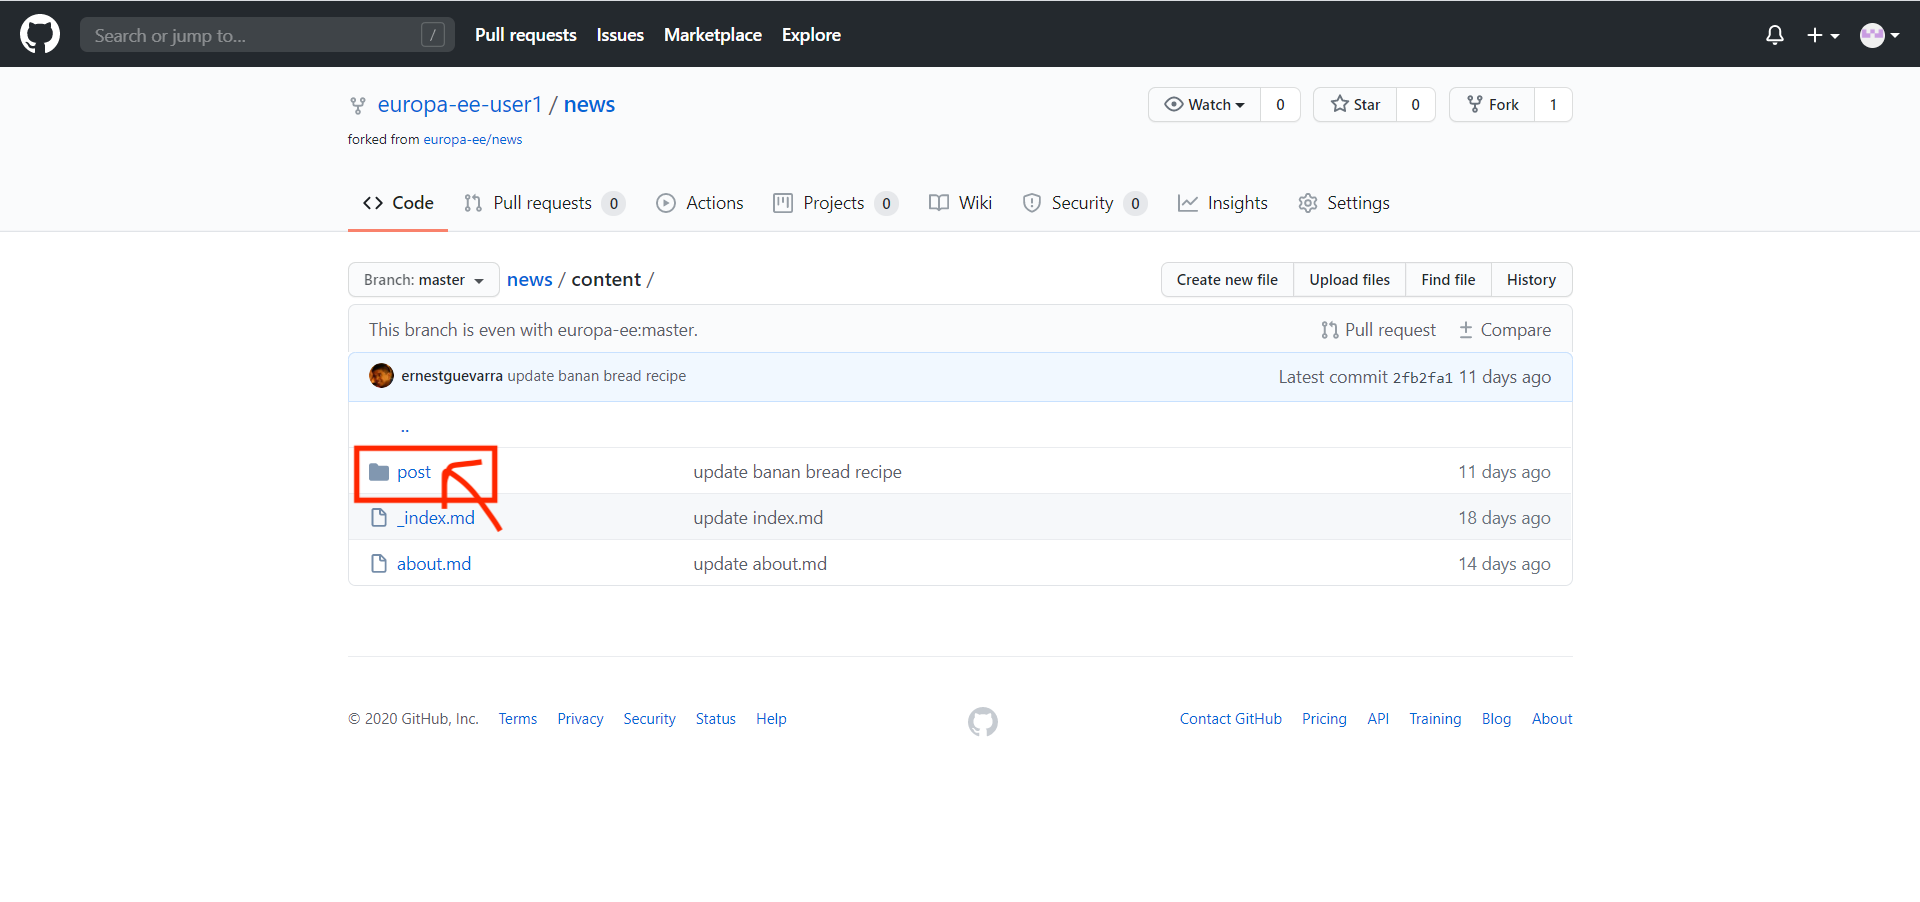 Search or jump to... /
Pull requests Issues Marketplace Explore
europa-ee-user1 / news
Watch 0 Star 0 Fork 1
forked from europa-ee/news
Code Pull requests 0 Actions Projects 0 Wiki Security 0 Insights Settings
Branch: master news / content /
Create new file Upload files Find file History
This branch is even with europa-ee:master. Pull request Compare
ernestguevarra update banan bread recipe Latest commit 2fb2fa1 11 days ago
..
post update banan bread recipe 11 days ago
_index.md update index.md 18 days ago
about.md update about.md 14 days ago
© 2020 GitHub, Inc. Terms Privacy Security Status Help Contact GitHub Pricing API Training Blog About